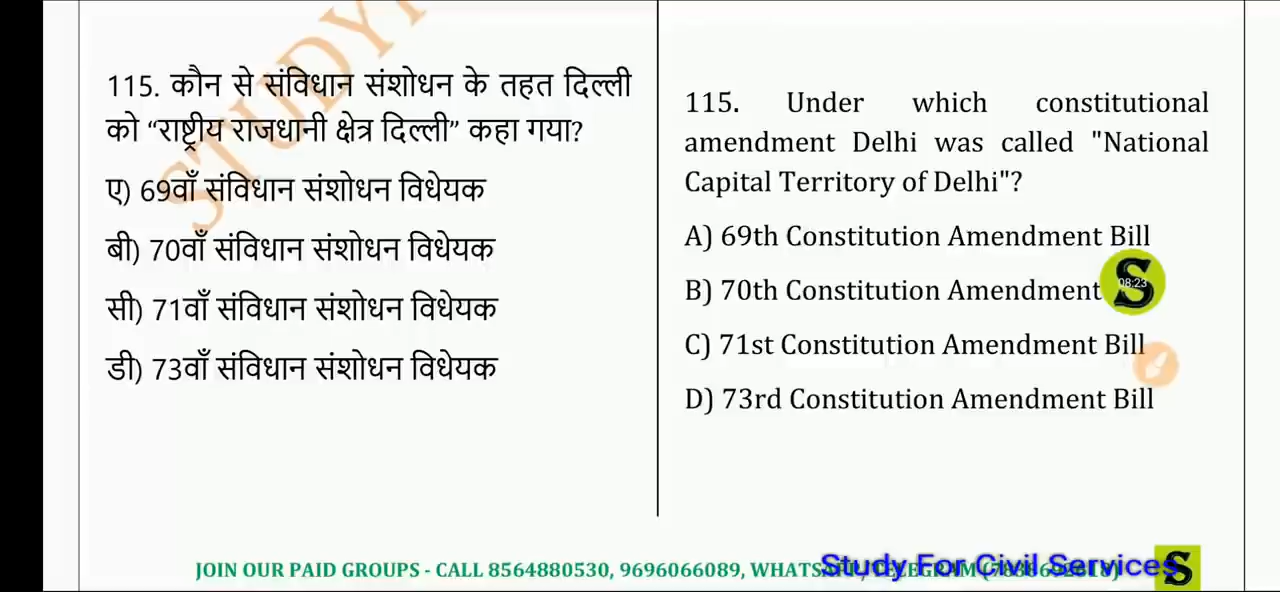 STUDY
115. कौन से संविधान संशोधन के तहत दिल्ली
को “राष्ट्रीय राजधानी क्षेत्र दिल्ली” कहा गया?
ए) 69वाँ संविधान संशोधन विधेयक
बी) 70वाँ संविधान संशोधन विधेयक
सी) 71वाँ संविधान संशोधन विधेयक
डी) 73वाँ संविधान संशोधन विधेयक
115. Under which constitutional
amendment Delhi was called "National
Capital Territory of Delhi"?
A) 69th Constitution Amendment Bill
B) 70th Constitution Amendment
C) 71st Constitution Amendment Bill
D) 73rd Constitution Amendment Bill
S
08:23
JOIN OUR PAID GROUPS - CALL 8564880530, 9696066089,
Study For Civil Services
S